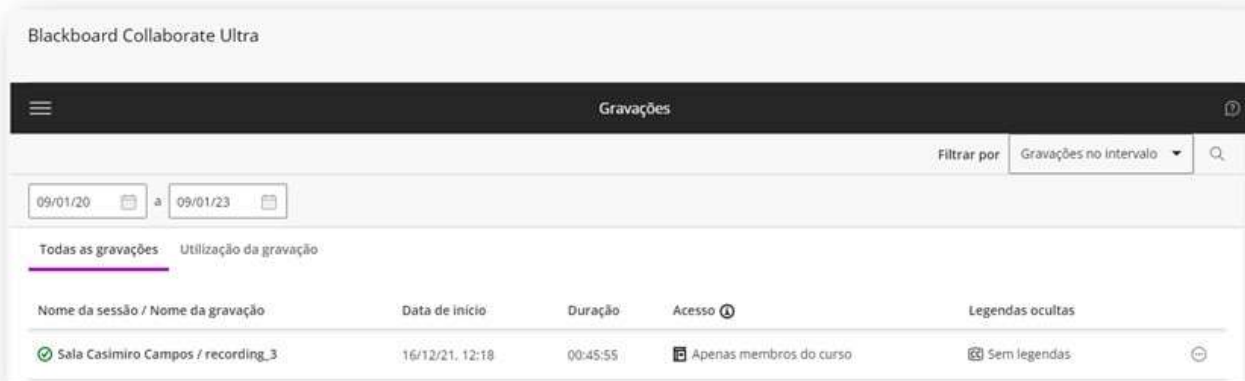 Blackboard Collaborate Ultra
Gravações
Filtrar por Gravações no intervalo
09/01/20 a 09/01/23
Todas as gravações Utilização da gravação
Nome da sessão / Nome da gravação Data de início Duração Acesso Legendas ocultas
Sala Casimiro Campos / recording_3 16/12/21, 12:18 00:45:55 Apenas membros do curso Sem legendas